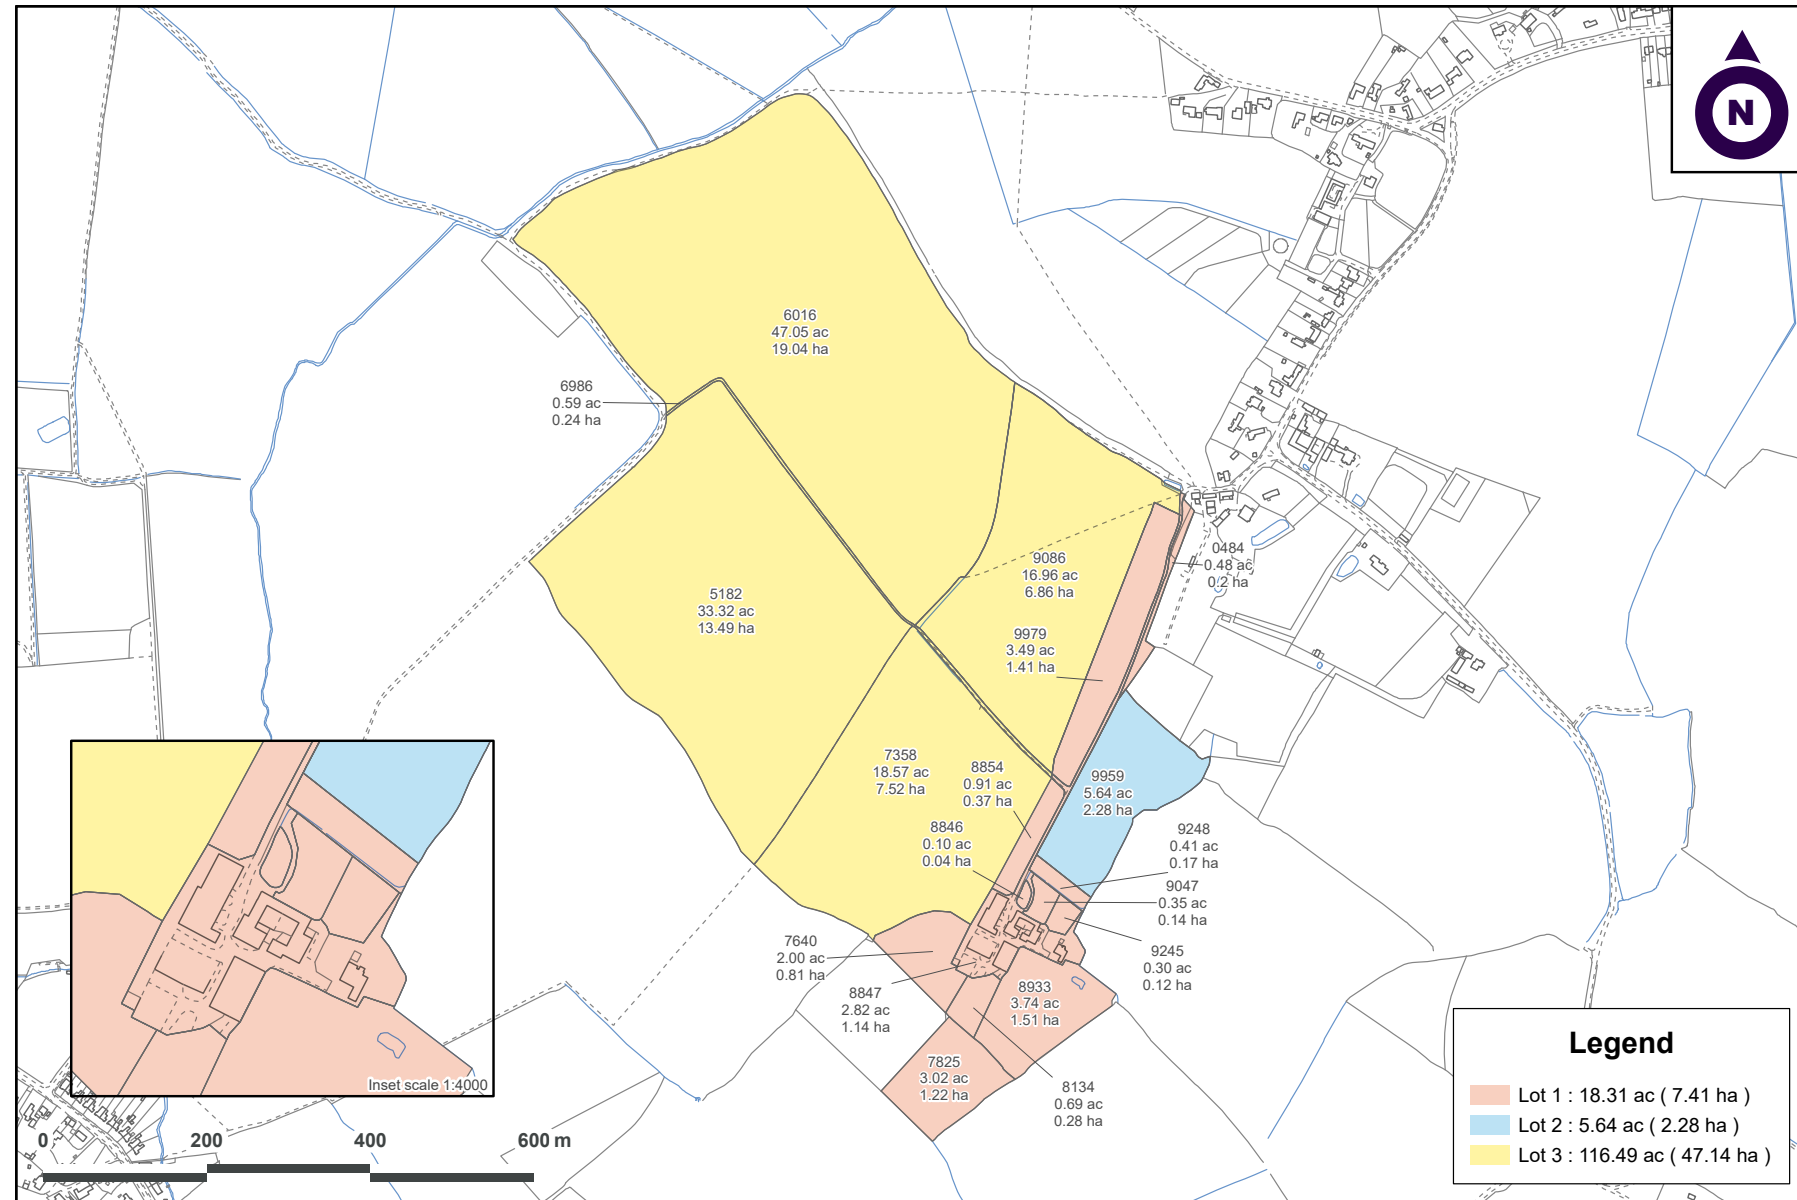 N
6016
47.05 ac
19.04 ha
6986
0.59 ac
0.24 ha
9086
16.96 ac
6.86 ha
0484
0.48 ac
0.2 ha
5182
33.32 ac
13.49 ha
9979
3.49 ac
1.41 ha
7358
18.57 ac
7.52 ha
8854
0.91 ac
0.37 ha
9959
5.64 ac
2.28 ha
8846
0.10 ac
0.04 ha
9248
0.41 ac
0.17 ha
9047
0.35 ac
0.14 ha
7640
2.00 ac
0.81 ha
9245
0.30 ac
0.12 ha
8847
2.82 ac
1.14 ha
8933
3.74 ac
1.51 ha
7825
3.02 ac
1.22 ha
8134
0.69 ac
0.28 ha
Inset scale 1:4000
0 200 400 600 m
Legend
Lot 1 : 18.31 ac ( 7.41 ha )
Lot 2 : 5.64 ac ( 2.28 ha )
Lot 3 : 116.49 ac ( 47.14 ha )